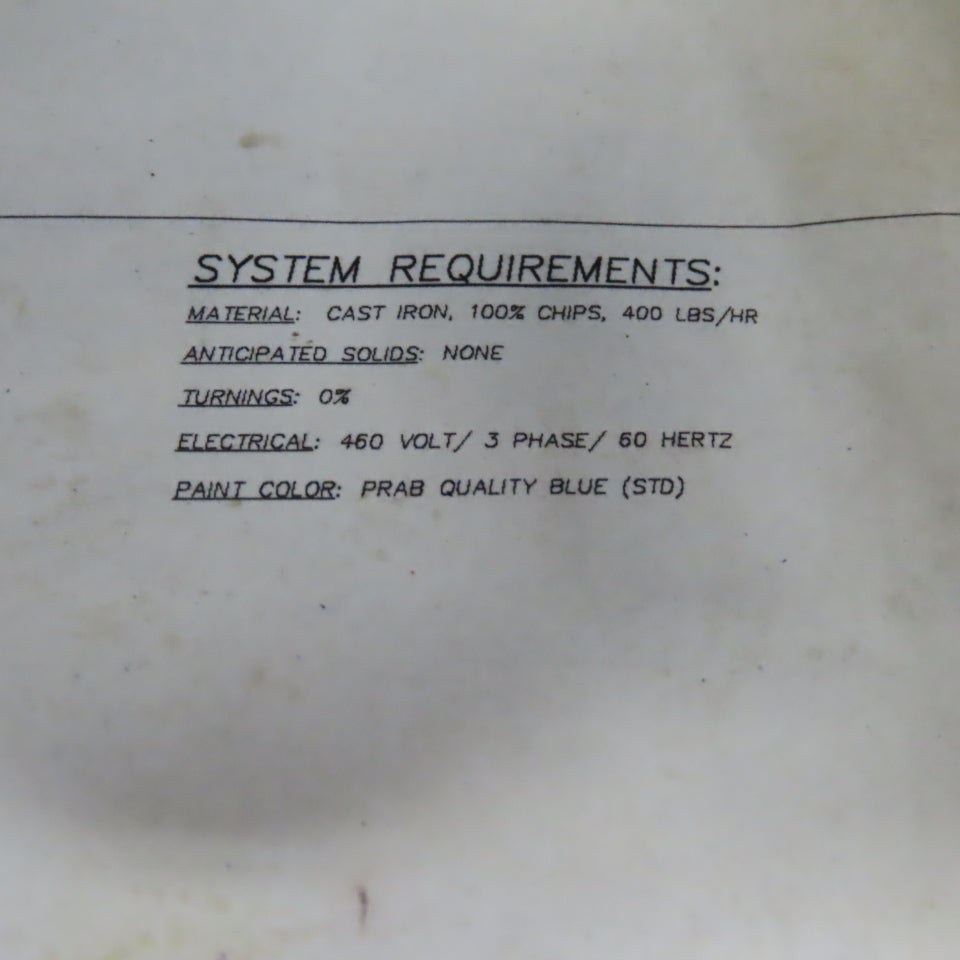 SYSTEM REQUIREMENTS:
MATERIAL: CAST IRON, 100% CHIPS, 400 LBS/HR
ANTICIPATED SOLIDS: NONE
TURNINGS: 0%
ELECTRICAL: 460 VOLT/ 3 PHASE/ 60 HERTZ
PAINT COLOR: PRAB QUALITY BLUE (STD)